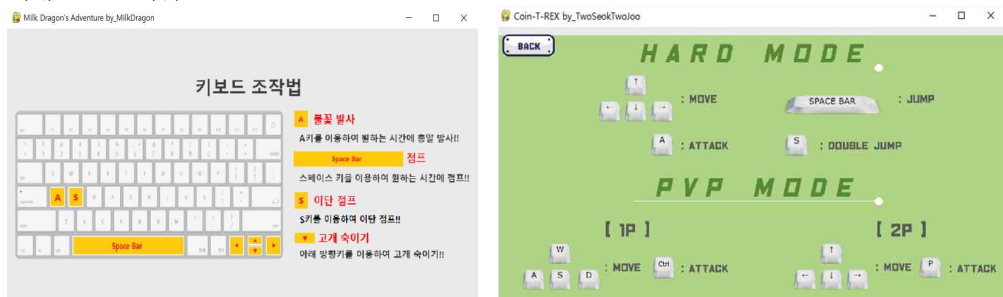 Milk Dragon's Adventure by_MilkDragon
키보드 조작법
A 불꽃 발사
A키를 이용하여 원하는 시간에 총알 발사!!
Space Bar 점프
스페이스 키을 이용하여 원하는 시간에 점프!!
S 이단 점프
S키를 이용하여 이단 점프!!
▼ 고개 숙이기
아래 방향키를 이용하여 고개 숙이기!!
A S
Space Bar
Coin-T-REX by_TwoSeokTwoJoo
BACK
HARD MODE
↑
← ↓ → : MOVE
SPACE BAR : JUMP
A : ATTACK
S : DOUBLE JUMP
PVP MODE
[ 1P ]
W
A S D : MOVE
Ctrl : ATTACK
[ 2P ]
↑
← ↓ → : MOVE
P : ATTACK